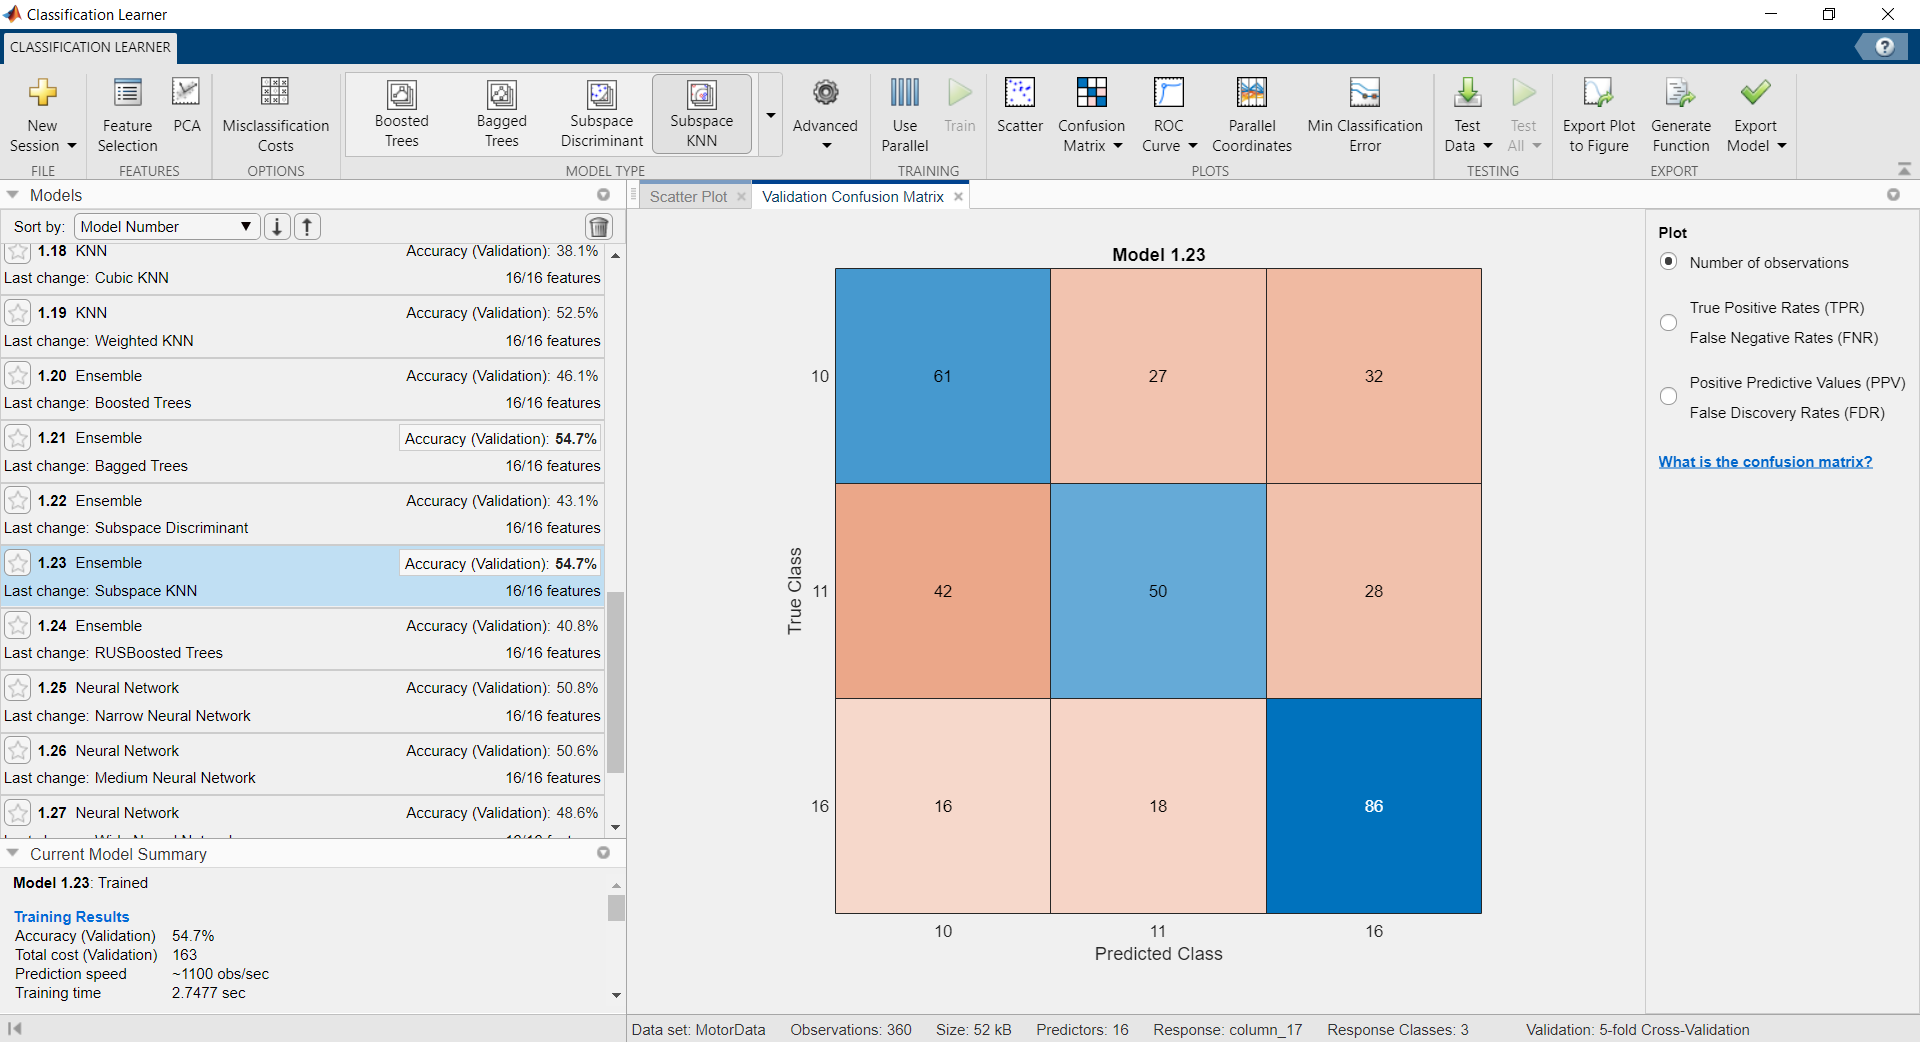 Classification Learner
CLASSIFICATION LEARNER
New Session
Feature Selection
PCA
Misclassification Costs
Boosted Trees
Bagged Trees
Subspace Discriminant
Subspace KNN
Advanced
Use Parallel
Train
Scatter
Confusion Matrix
ROC Curve
Parallel Coordinates
Min Classification Error
Test Data
Test All
Export Plot to Figure
Generate Function
Export Model
FILE
FEATURES
OPTIONS
MODEL TYPE
TRAINING
PLOTS
TESTING
EXPORT
Models
Sort by: Model Number
1.18 KNN Accuracy (Validation): 38.1%
Last change: Cubic KNN 16/16 features
1.19 KNN Accuracy (Validation): 52.5%
Last change: Weighted KNN 16/16 features
1.20 Ensemble Accuracy (Validation): 46.1%
Last change: Boosted Trees 16/16 features
1.21 Ensemble Accuracy (Validation): 54.7%
Last change: Bagged Trees 16/16 features
1.22 Ensemble Accuracy (Validation): 43.1%
Last change: Subspace Discriminant 16/16 features
1.23 Ensemble Accuracy (Validation): 54.7%
Last change: Subspace KNN 16/16 features
1.24 Ensemble Accuracy (Validation): 40.8%
Last change: RUSBoosted Trees 16/16 features
1.25 Neural Network Accuracy (Validation): 50.8%
Last change: Narrow Neural Network 16/16 features
1.26 Neural Network Accuracy (Validation): 50.6%
Last change: Medium Neural Network 16/16 features
1.27 Neural Network Accuracy (Validation): 48.6%
Current Model Summary
Model 1.23: Trained
Training Results
Accuracy (Validation) 54.7%
Total cost (Validation) 163
Prediction speed ~1100 obs/sec
Training time 2.7477 sec
Scatter Plot
Validation Confusion Matrix
Model 1.23
10 61 27 32
True Class
11 42 50 28
16 16 18 86
10 11 16
Predicted Class
Plot
Number of observations
True Positive Rates (TPR)
False Negative Rates (FNR)
Positive Predictive Values (PPV)
False Discovery Rates (FDR)
What is the confusion matrix?
Data set: MotorData Observations: 360 Size: 52 kB Predictors: 16 Response: column_17 Response Classes: 3 Validation: 5-fold Cross-Validation